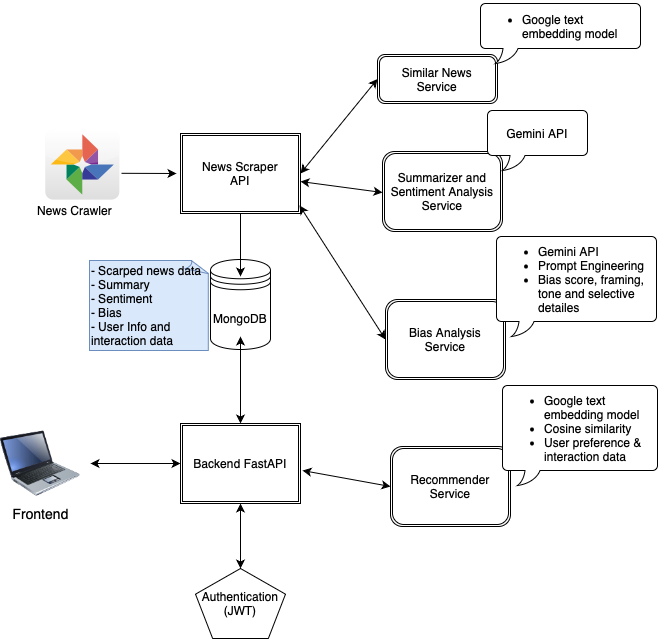 Google text
embedding model
Similar News
Service
Gemini API
News Scraper
API
Summarizer and
Sentiment Analysis
Service
News Crawler
Gemini API
Prompt Engineering
Bias score, framing,
tone and selective
detailes
- Scarped news data
- Summary
- Sentiment
- Bias
- User Info and
interaction data
MongoDB
Bias Analysis
Service
Google text
embedding model
Cosine similarity
User preference &
interaction data
Backend FastAPI
Recommender
Service
Frontend
Authentication
(JWT)